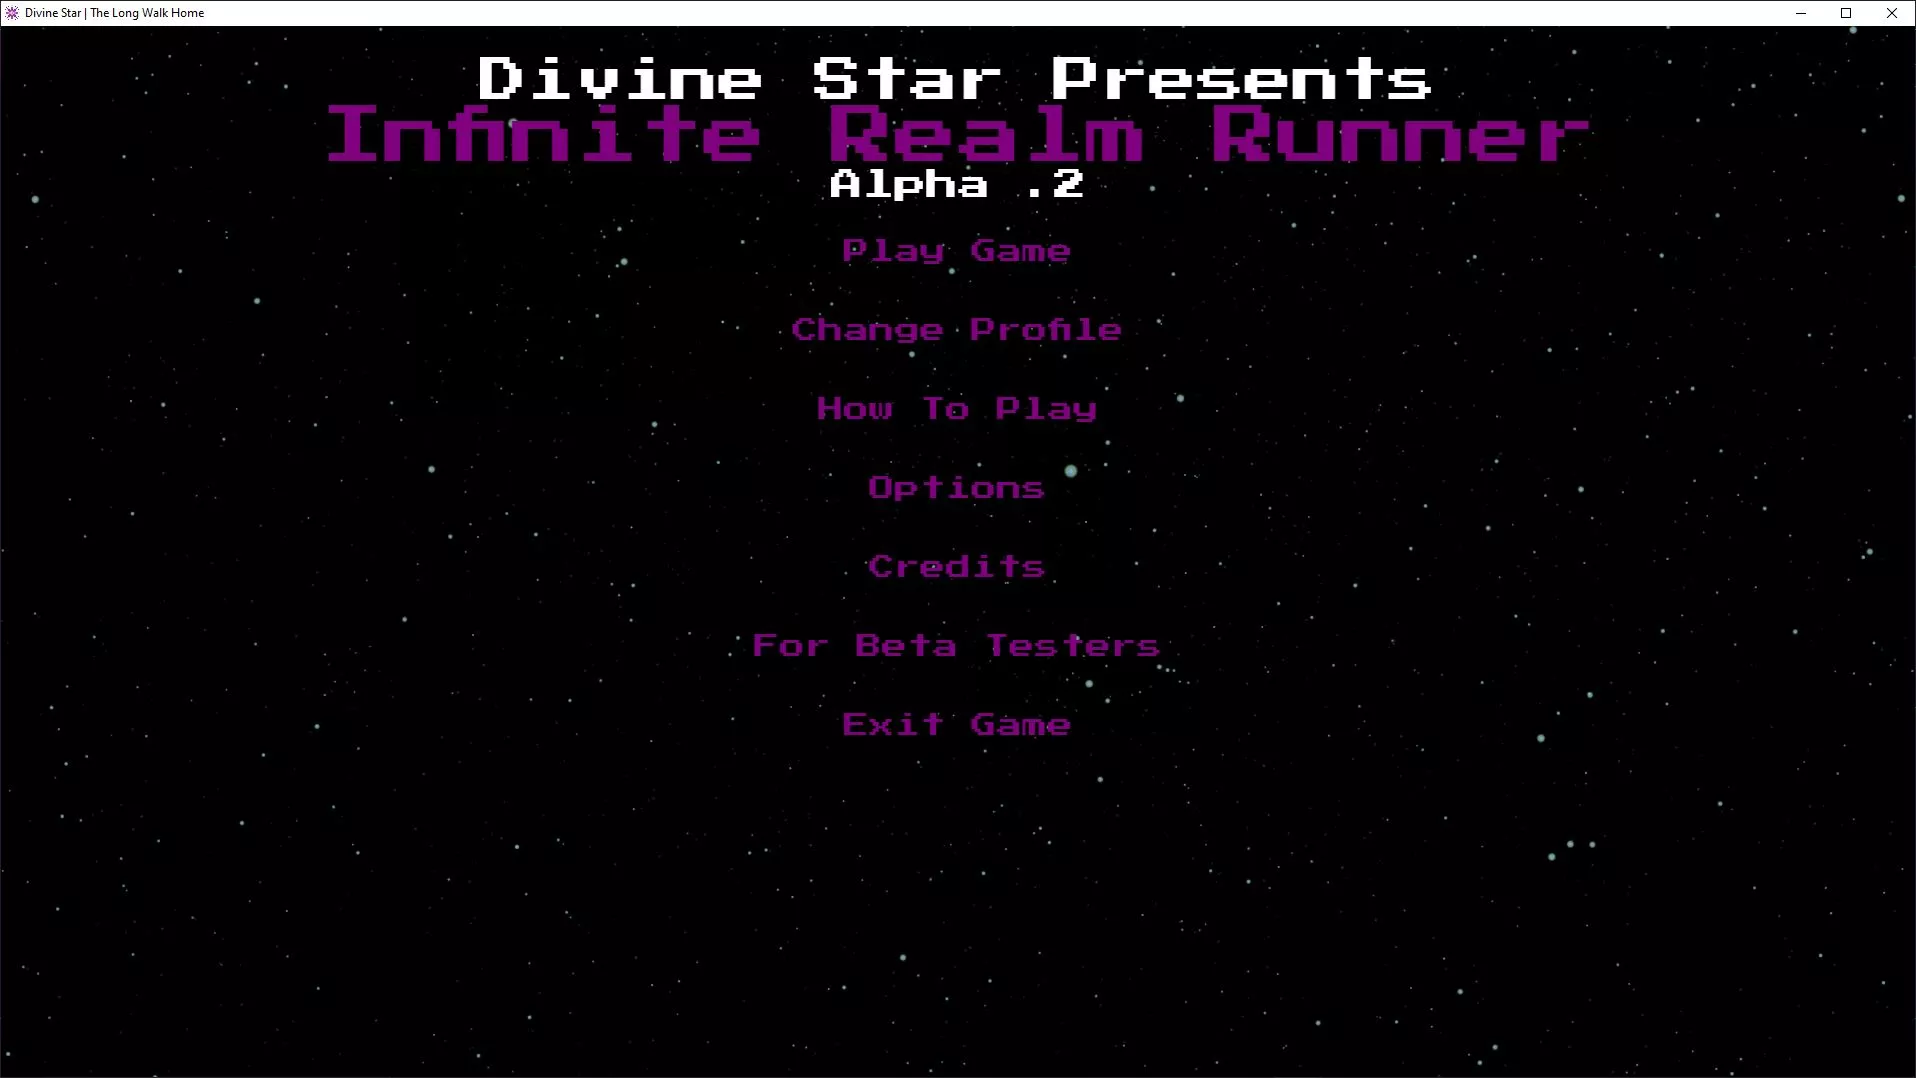 Divine Star | The Long Walk Home
Divine Star Presents
Infinite Realm Runner
Alpha .2
Play Game
Change Profile
How To Play
Options
Credits
For Beta Testers
Exit Game